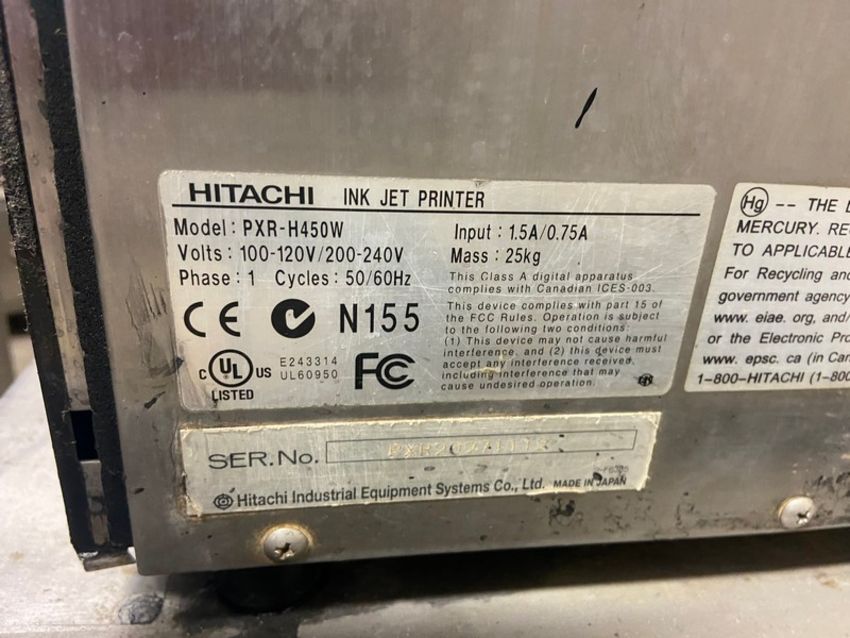 HITACHI INK JET PRINTER
Model : PXR-H450W Input : 1.5A/0.75A
Volts : 100-120V/200-240V Mass : 25kg
Phase : 1 Cycles : 50/60Hz
This Class A digital apparatus
complies with Canadian ICES-003.
CE N155
This device complies with part 15 of
the FCC Rules. Operation is subject
to the following two conditions:
(1) This device may not cause harmful
interference, and (2) this device must
accept any interference received,
including interference that may
cause undesired operation.
C UL US
LISTED
E243314
UL60950
FC
Hg -- THE
MERCURY.
TO APPLICABLE
For Recycling and
government agency
www. eiae. org, and/
or the Electronic
www. epsc. ca (in
1-800-HITACHI
SER.No.
Hitachi Industrial Equipment Systems Co., Ltd. MADE IN JAPAN